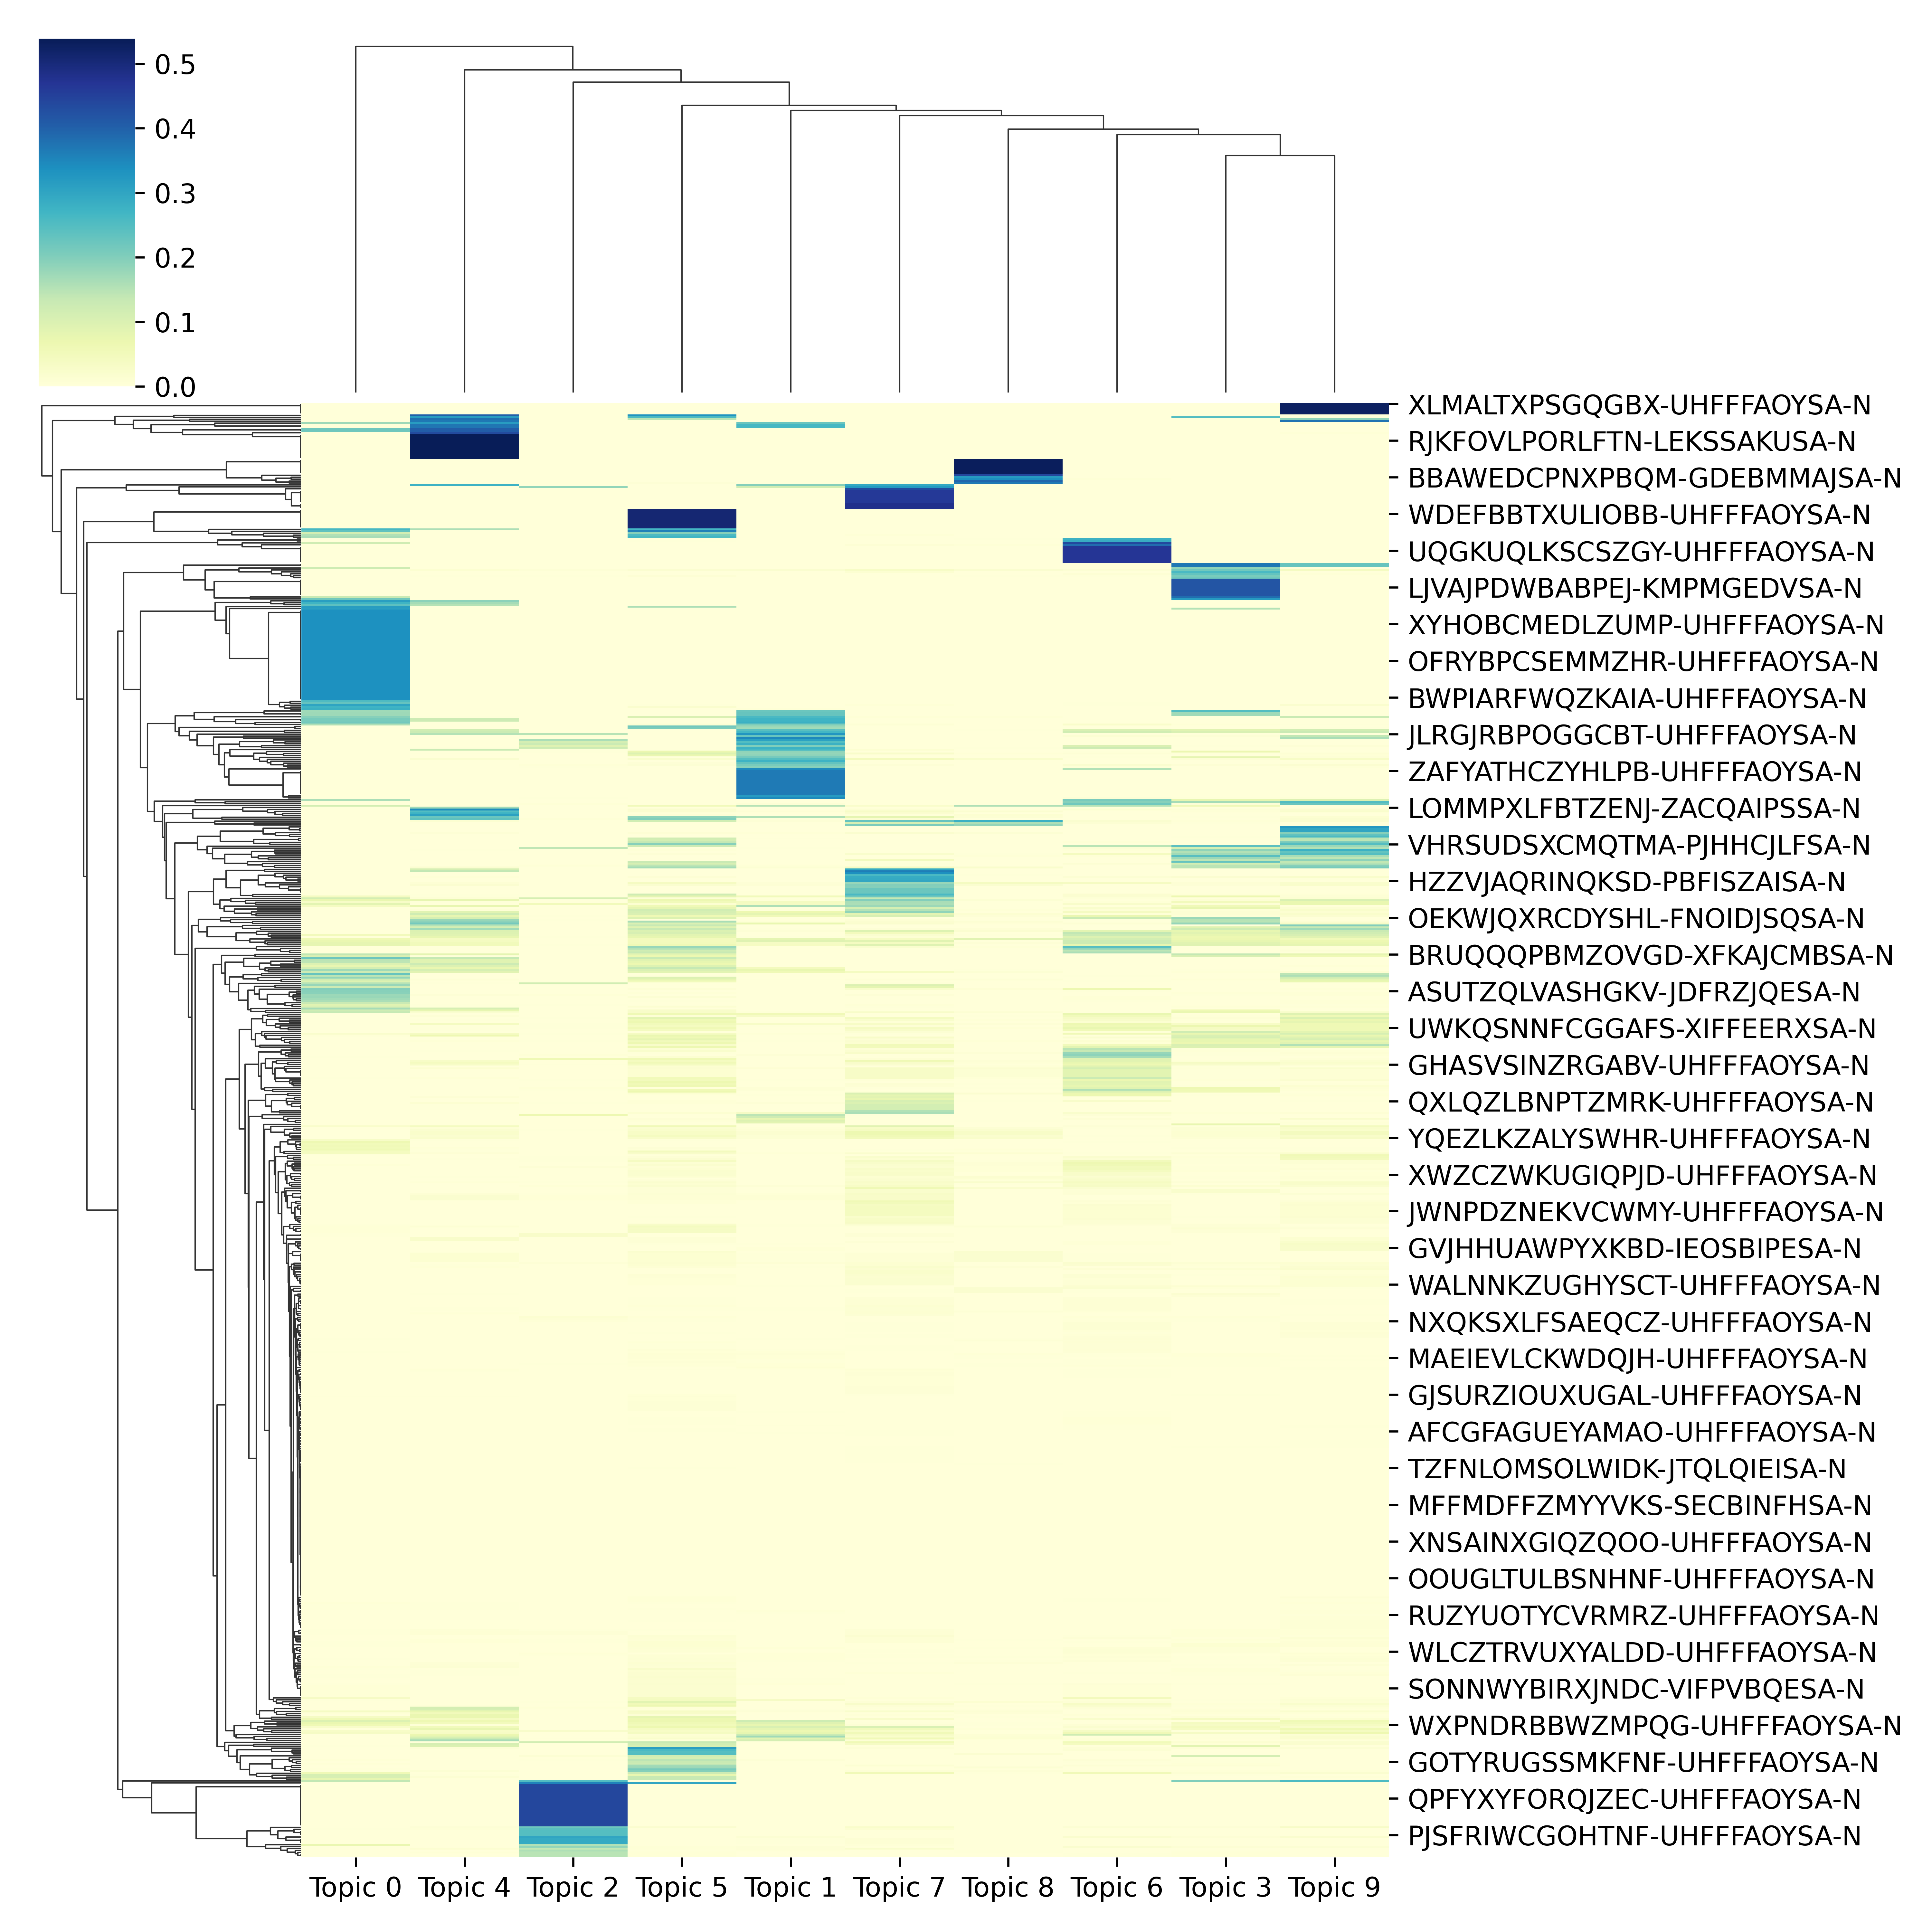 0.5
0.4
0.3
0.2
0.1
0.0
XLMALTXPSGQGBX-UHFFFAOYSA-N
RJKFOVLPORLFTN-LEKSSAKUSA-N
BBAWEDCPNXPBQM-GDEBMMAJSA-N
WDEFBBTXULIOBB-UHFFFAOYSA-N
UQGKUQLKSCSZGY-UHFFFAOYSA-N
LJVAJPDWBABPEJ-KMPMGEDVSA-N
XYHOBCMEDLZUMP-UHFFFAOYSA-N
OFRYBPCSEMMZHR-UHFFFAOYSA-N
BWPIARFWQZKAIA-UHFFFAOYSA-N
JLRGJRBPOGGCBT-UHFFFAOYSA-N
ZAFYATHCZYHLPB-UHFFFAOYSA-N
LOMMPXLFBTZENJ-ZACQAIPSSA-N
VHRSUDSXCMQTMA-PJHHCJLFSA-N
HZZVJAQRINQKSD-PBFISZAISA-N
OEKWJQXRCDYSHL-FNOIDJSQSA-N
BRUQQQPBMZOVGD-XFKAJCMBSA-N
ASUTZQLVASHGKV-JDFRZJQESA-N
UWKQSNNFCGGAFS-XIFFEERXSA-N
GHASVSINZRGABV-UHFFFAOYSA-N
QXLQZLBNPTZMRK-UHFFFAOYSA-N
YQEZLKZALYSWHR-UHFFFAOYSA-N
XWZCZWKUGIQPJD-UHFFFAOYSA-N
JWNPDZNEKVCWMY-UHFFFAOYSA-N
GVJHHUAWPYXKBD-IEOSBIPESA-N
WALNNKZUGHYSCT-UHFFFAOYSA-N
NXQKSXLFSAEQCZ-UHFFFAOYSA-N
MAEIEVLCKWDQJH-UHFFFAOYSA-N
GJSURZIOUXUGAL-UHFFFAOYSA-N
AFCGFAGUEYAMAO-UHFFFAOYSA-N
TZFNLOMSOLWIDK-JTQLQIEISA-N
MFFMDFFZMYYVKS-SECBINFHSA-N
XNSAINXGIQZQOO-UHFFFAOYSA-N
OOUGLTULBSNHNF-UHFFFAOYSA-N
RUZYUOTYCVRMRZ-UHFFFAOYSA-N
WLCZTRVUXYALDD-UHFFFAOYSA-N
SONNWYBIRXJNDC-VIFPVBQESA-N
WXPNDRBBWZMPQG-UHFFFAOYSA-N
GOTYRUGSSMKFNF-UHFFFAOYSA-N
QPFYXYFORQJZEC-UHFFFAOYSA-N
PJSFRIWCGOHTNF-UHFFFAOYSA-N
Topic 0 Topic 4 Topic 2 Topic 5 Topic 1 Topic 7 Topic 8 Topic 6 Topic 3 Topic 9